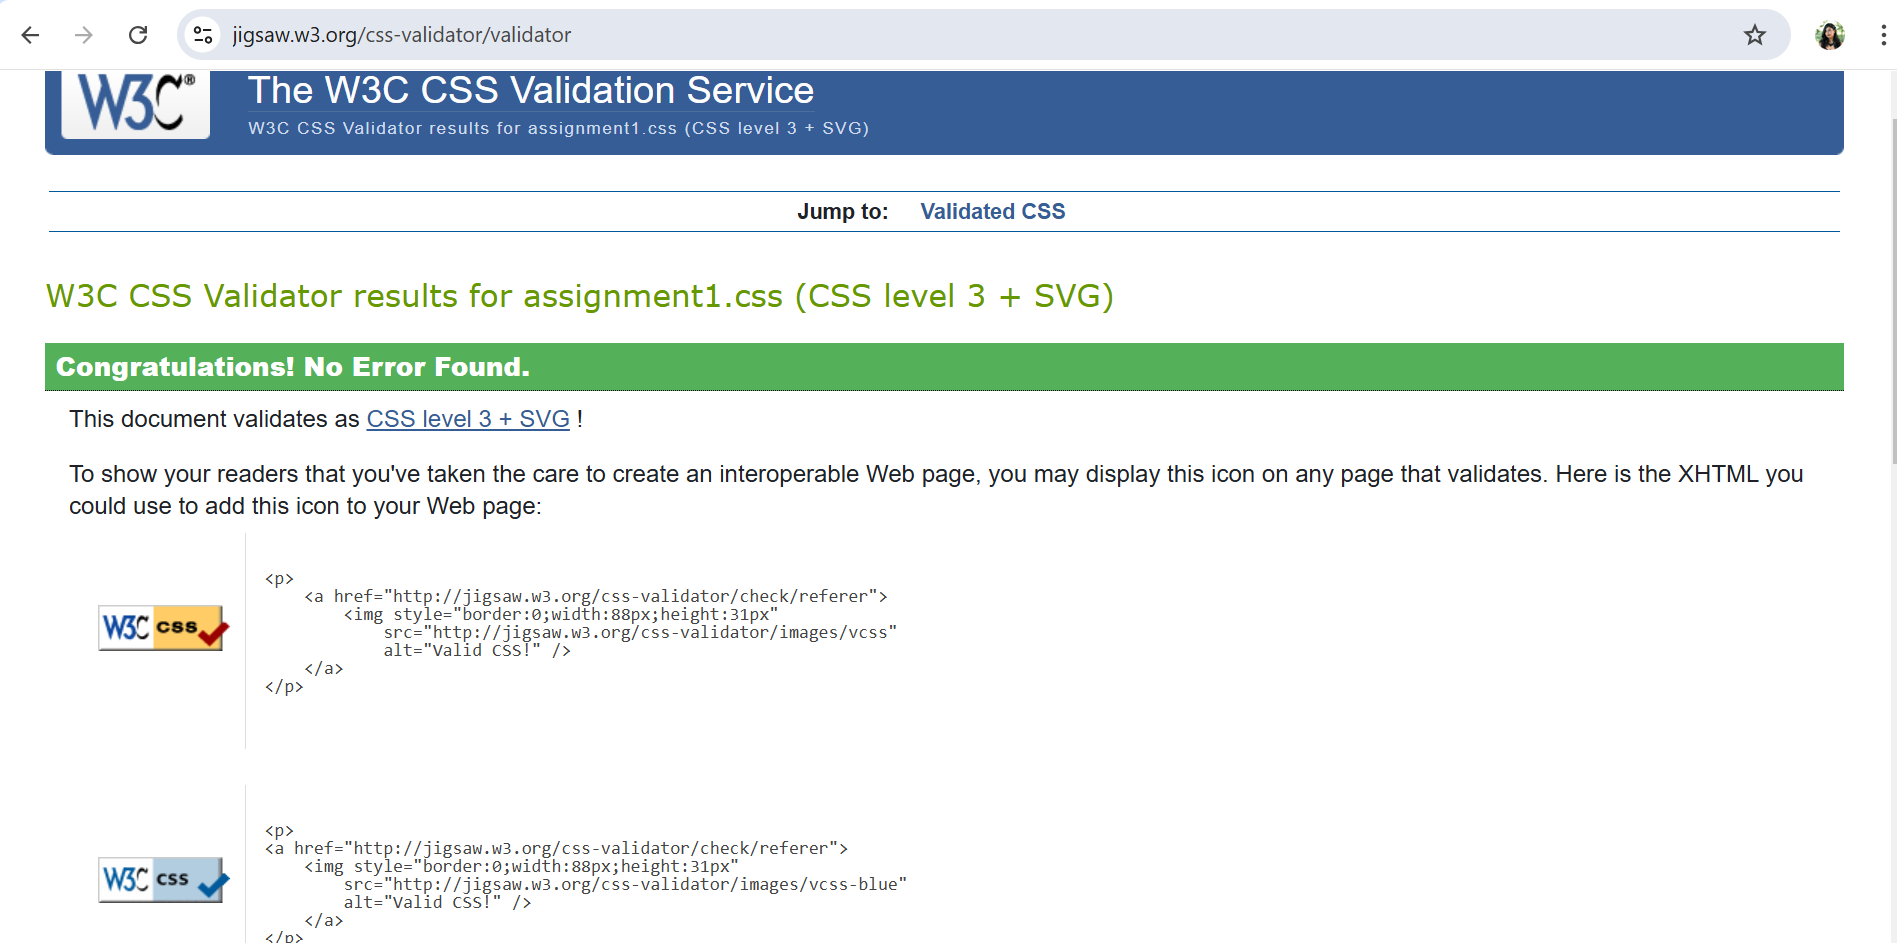 jigsaw.w3.org/css-validator/validator
W3C®
The W3C CSS Validation Service
W3C CSS Validator results for assignment1.css (CSS level 3 + SVG)
Jump to: Validated CSS
W3C CSS Validator results for assignment1.css (CSS level 3 + SVG)
Congratulations! No Error Found.
This document validates as CSS level 3 + SVG !
To show your readers that you've taken the care to create an interoperable Web page, you may display this icon on any page that validates. Here is the XHTML you
could use to add this icon to your Web page:
W3C css
<p>
    <a href="http://jigsaw.w3.org/css-validator/check/referer">
        <img style="border:0;width:88px;height:31px"
            src="http://jigsaw.w3.org/css-validator/images/vcss"
            alt="Valid CSS!" />
    </a>
</p>
W3C css
<p>
<a href="http://jigsaw.w3.org/css-validator/check/referer">
    <img style="border:0;width:88px;height:31px"
        src="http://jigsaw.w3.org/css-validator/images/vcss-blue"
        alt="Valid CSS!" />
    </a>
</p>